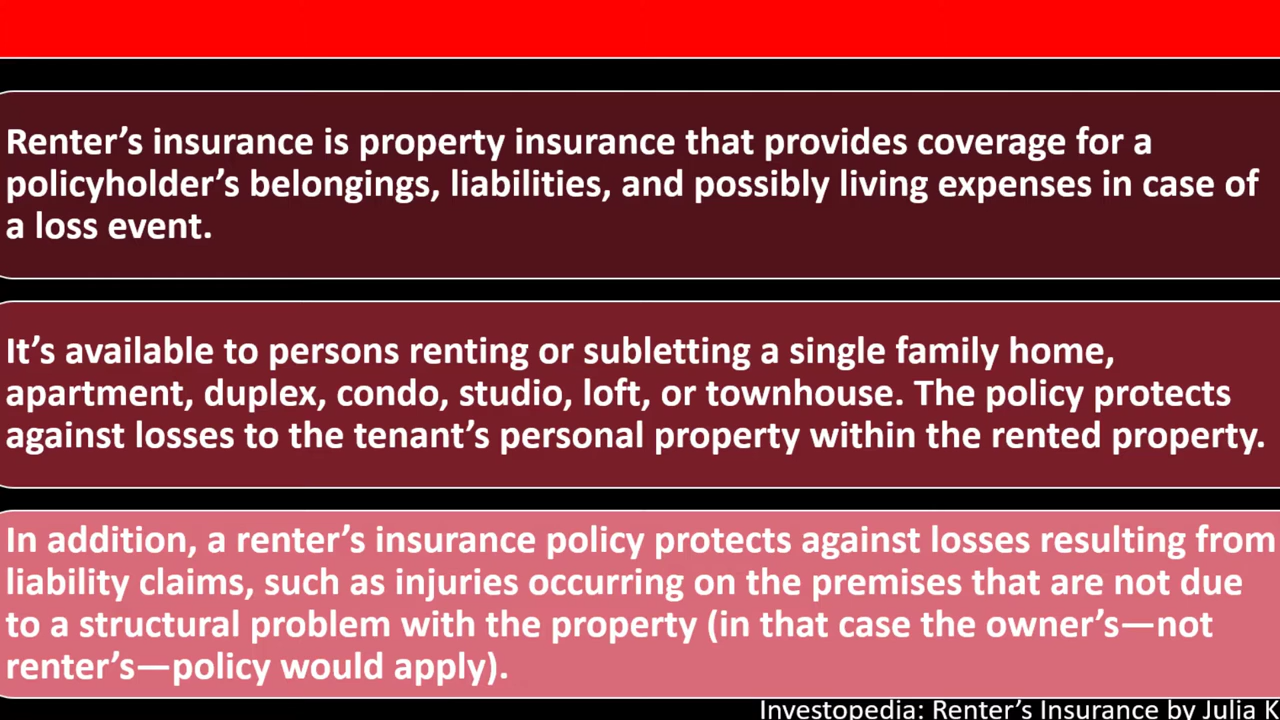 Renter’s insurance is property insurance that provides coverage for a
policyholder’s belongings, liabilities, and possibly living expenses in case of
a loss event.
It’s available to persons renting or subletting a single family home,
apartment, duplex, condo, studio, loft, or townhouse. The policy protects
against losses to the tenant’s personal property within the rented property.
In addition, a renter’s insurance policy protects against losses resulting from
liability claims, such as injuries occurring on the premises that are not due
to a structural problem with the property (in that case the owner’s—not
renter’s—policy would apply).
Investopedia: Renter’s Insurance by Julia K